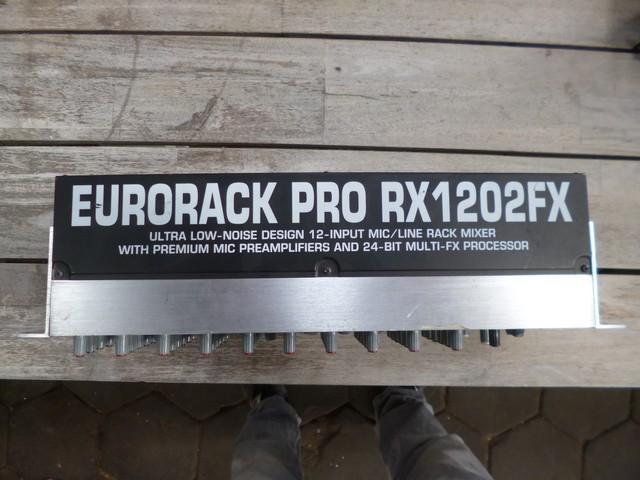 EURORACK PRO RX1202FX
ULTRA LOW-NOISE DESIGN 12-INPUT MIC/LINE RACK MIXER
WITH PREMIUM MIC PREAMPLIFIERS AND 24-BIT MULTI-FX PROCESSOR